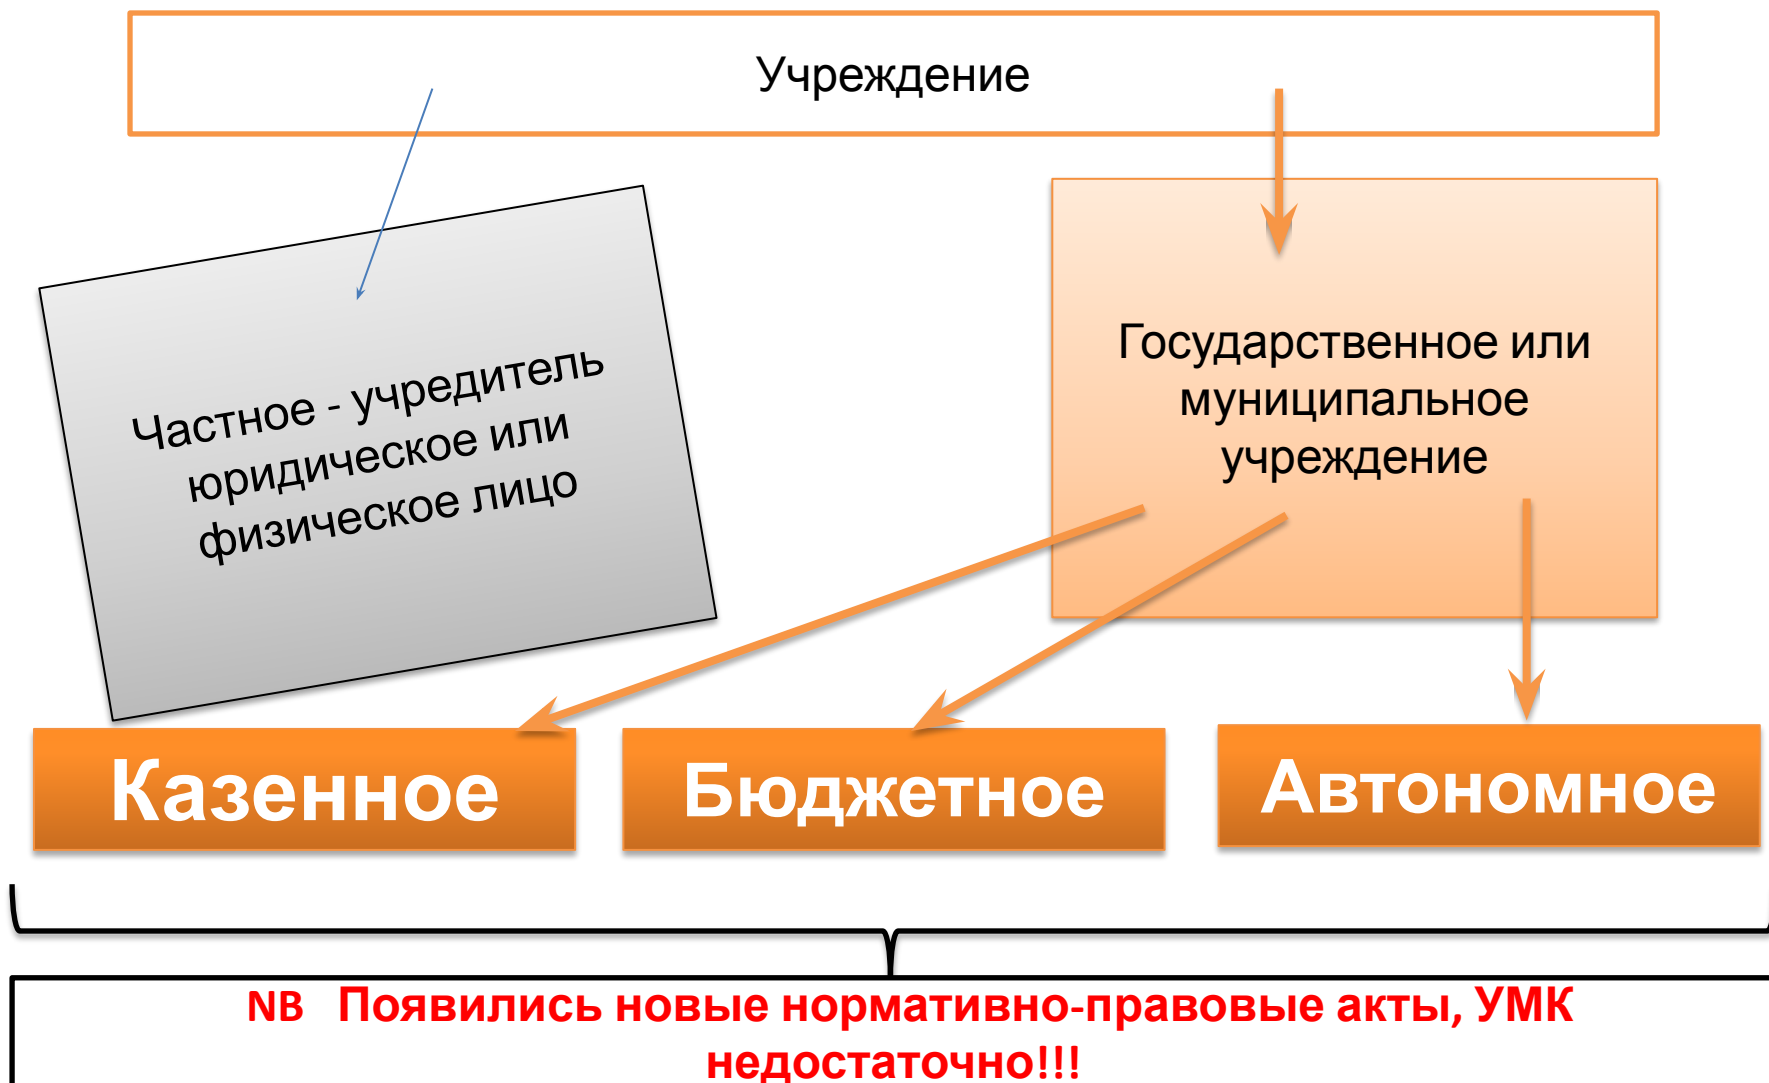 Учреждение
Частное - учредитель
юридическое или
физическое лицо
Государственное или
муниципальное
учреждение
Казенное
Бюджетное
Автономное
NB Появились новые нормативно-правовые акты, УМК
недостаточно!!!